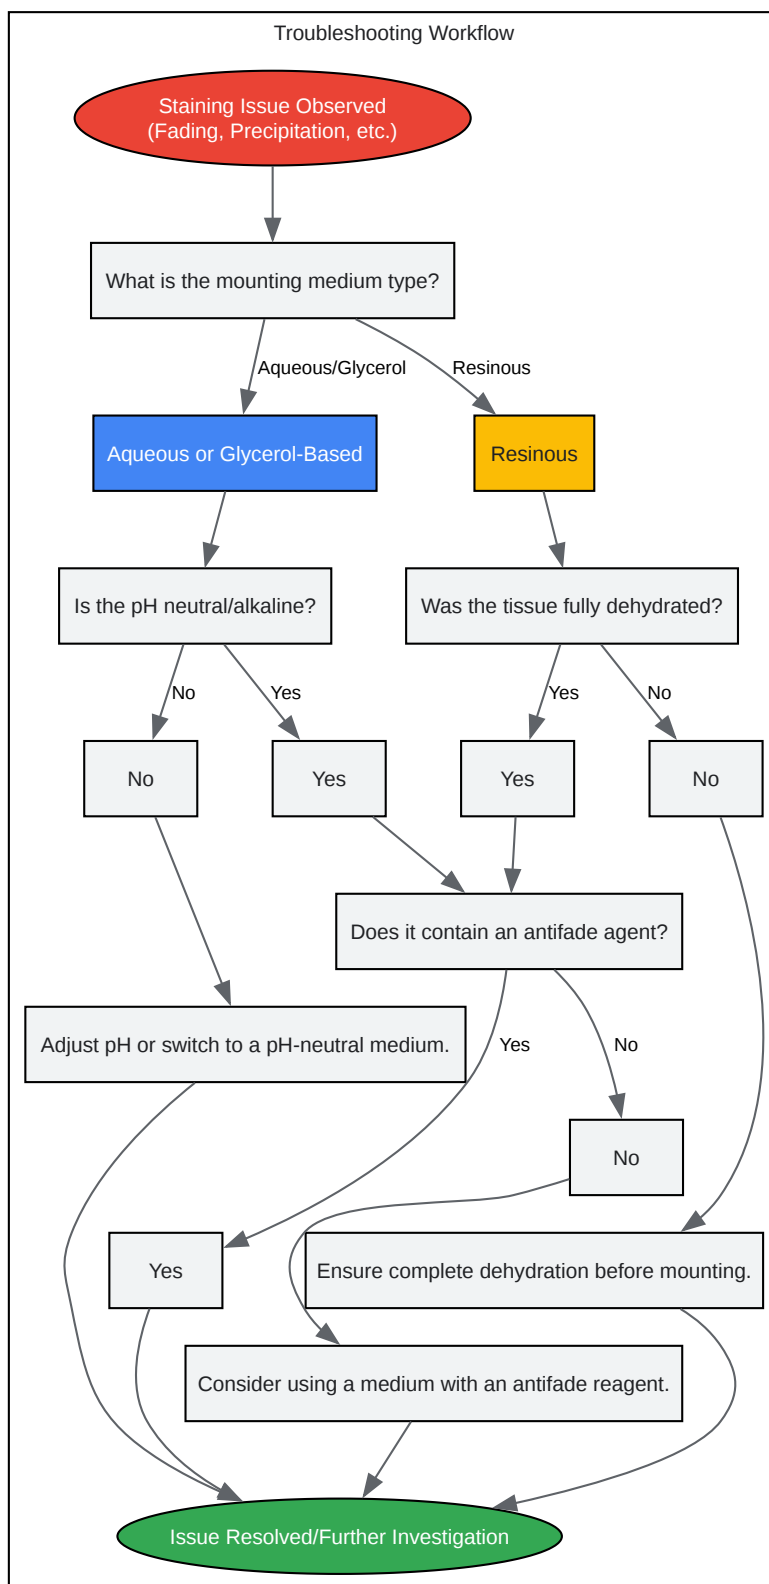 Troubleshooting Workflow
Staining Issue Observed
(Fading, Precipitation, etc.)
What is the mounting medium type?
Aqueous/Glycerol
Resinous
Aqueous or Glycerol-Based
Resinous
Is the pH neutral/alkaline?
Was the tissue fully dehydrated?
No
Yes
Yes
No
No
Yes
Yes
No
Does it contain an antifade agent?
Adjust pH or switch to a pH-neutral medium.
Yes
No
No
Yes
Ensure complete dehydration before mounting.
Consider using a medium with an antifade reagent.
Issue Resolved/Further Investigation